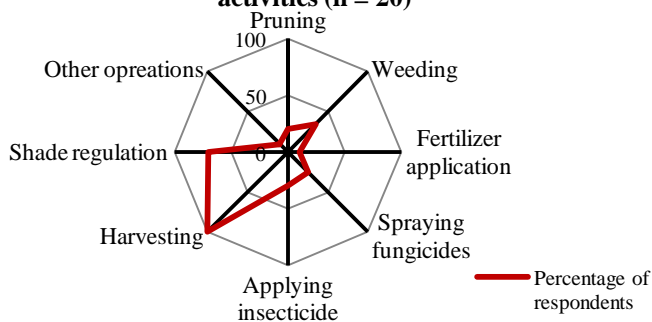 activities (n = 20)
Pruning
100
Other opreations
Weeding
50
Shade regulation
0
Fertilizer
application
Harvesting
Spraying
fungicides
Applying
insecticide
Percentage of
respondents